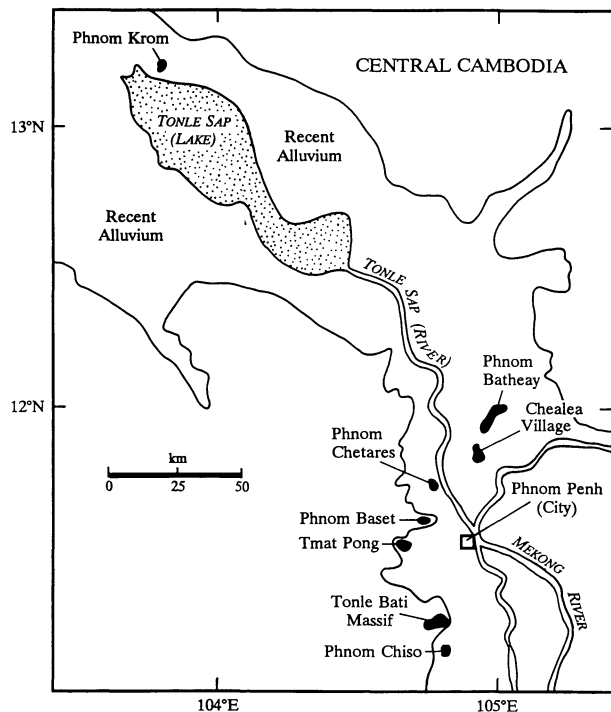 Phnom Krom
CENTRAL CAMBODIA
13°N
TONLE SAP
(LAKE)
Recent
Alluvium
Recent
Alluvium
TONLE SAP (RIVER)
Phnom
Batheay
12°N
Chealea
Village
km
0 25 50
Phnom
Chetares
Phnom Penh
(City)
Phnom Baset
Tmat Pong
MEKONG RIVER
Tonle Bati
Massif
Phnom Chiso
104°E
105°E